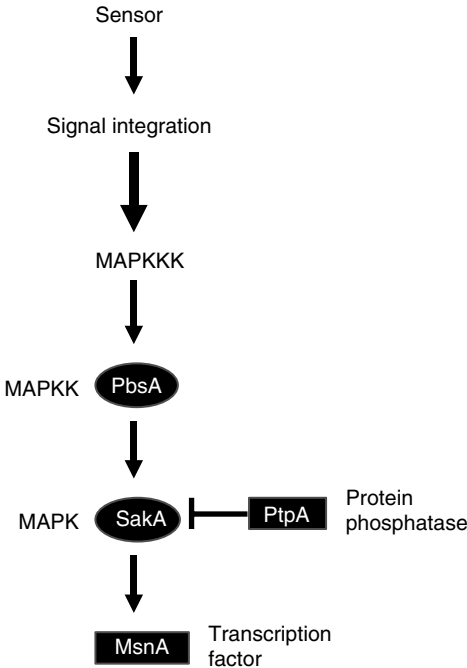 Sensor
Signal integration
MAPKKK
MAPKK
PbsA
MAPK
SakA
PtpA
Protein
phosphatase
MsnA
Transcription
factor